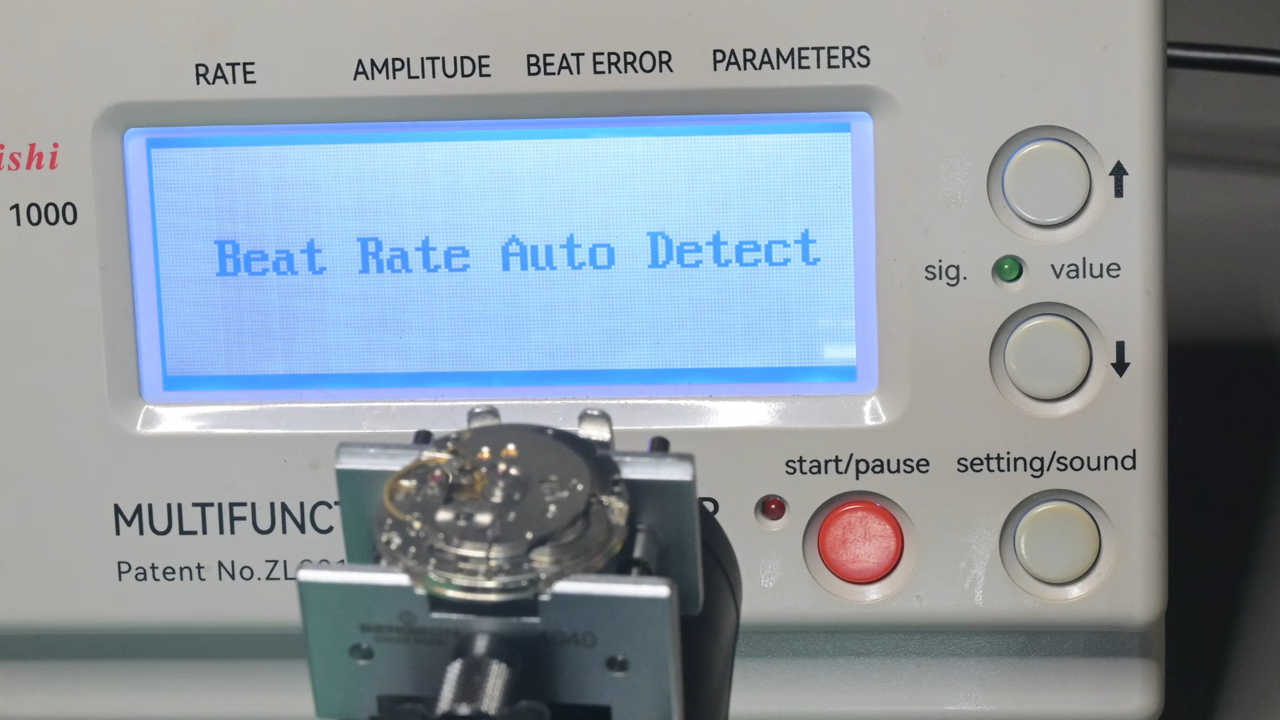 RATE AMPLITUDE BEAT ERROR PARAMETERS
ishi
1000
Beat Rate Auto Detect
sig. value
start/pause setting/sound
MULTIFUNCT R
Patent No.ZL